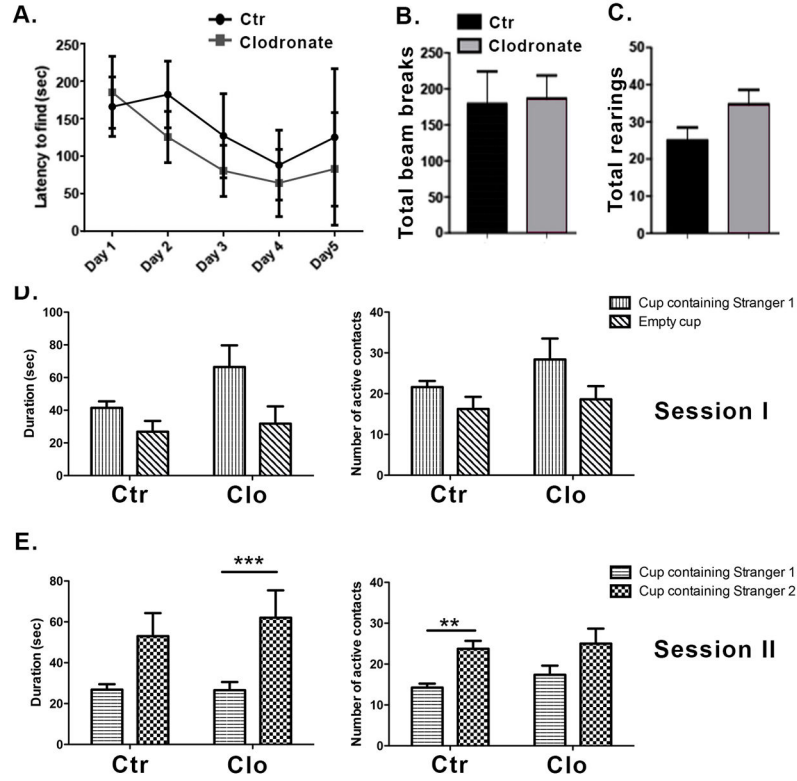 A.
Ctr
Clodronate
Latency to find (sec)
250
200
150
100
50
0
Day 1
Day 2
Day 3
Day 4
Day5
B.
Ctr
Clodronate
Total beam breaks
250
200
150
100
50
0
C.
Total rearings
50
40
30
20
10
0
D.
Duration (sec)
100
80
60
40
20
0
Ctr
Clo
Number of active contacts
40
30
20
10
0
Ctr
Clo
Cup containing Stranger 1
Empty cup
Session I
E.
Duration (sec)
80
60
40
20
0
***
Ctr
Clo
Number of active contacts
40
30
20
10
0
**
Ctr
Clo
Cup containing Stranger 1
Cup containing Stranger 2
Session II